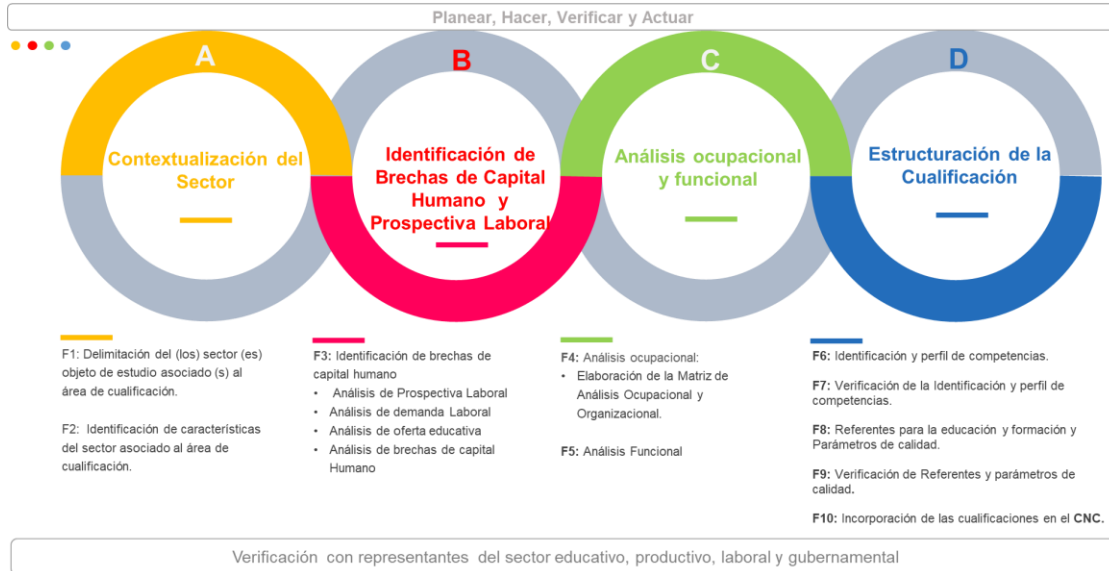 Planear, Hacer, Verificar y Actuar
A
Contextualización del
Sector
B
Identificación de
Brechas de Capital
Humano y
Prospectiva Laboral
C
Análisis ocupacional
y funcional
D
Estructuración de la
Cualificación
F1: Delimitación del (los) sector (es)
objeto de estudio asociado (s) al
área de cualificación.
F2: Identificación de características
del sector asociado al área de
cualificación.
F3: Identificación de brechas de
capital humano
• Análisis de Prospectiva Laboral
• Análisis de demanda Laboral
• Análisis de oferta educativa
• Análisis de brechas de capital
Humano
F4: Análisis ocupacional:
• Elaboración de la Matriz de
Análisis Ocupacional y
Organizacional.
F5: Análisis Funcional
F6: Identificación y perfil de competencias.
F7: Verificación de la Identificación y perfil de
competencias.
F8: Referentes para la educación y formación y
Parámetros de calidad.
F9: Verificación de Referentes y parámetros de
calidad.
F10: Incorporación de las cualificaciones en el CNC.
Verificación con representantes del sector educativo, productivo, laboral y gubernamental